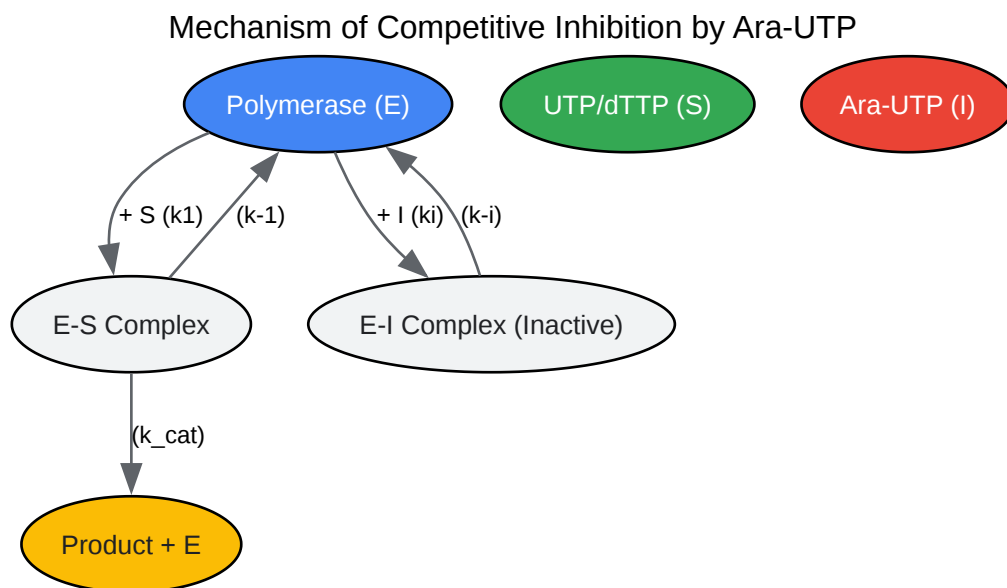 Mechanism of Competitive Inhibition by Ara-UTP
Polymerase (E)
UTP/dTTP (S)
Ara-UTP (I)
+ S (k1)
(k-1)
+ I (ki)
(k-i)
E-S Complex
E-I Complex (Inactive)
(k_cat)
Product + E